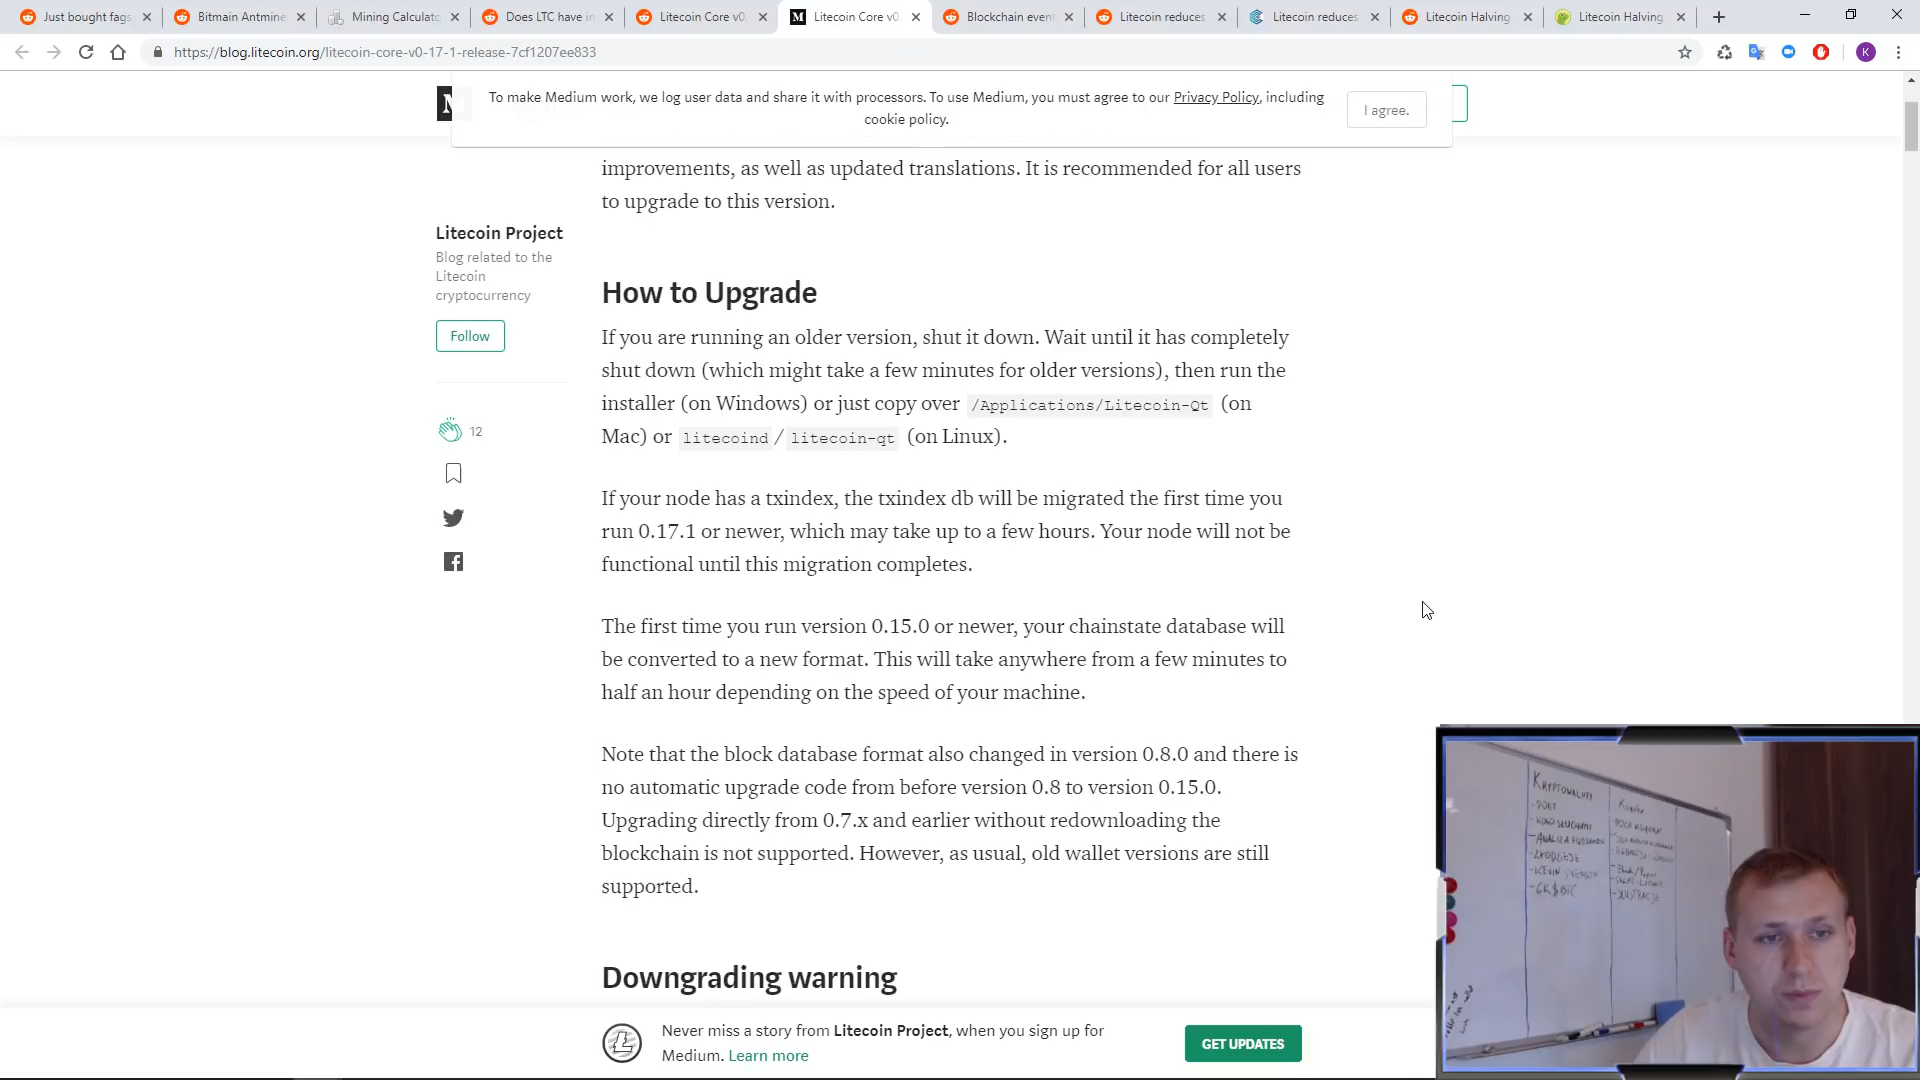 Just bought fags
Bitmain Antmine
Mining Calculato
Does LTC have in
Litecoin Core v0.
Litecoin Core v0.
Blockchain event
Litecoin reduces
Litecoin reduces
Litecoin Halving
Litecoin Halving
https://blog.litecoin.org/litecoin-core-v0-17-1-release-7cf1207ee833
K
To make Medium work, we log user data and share it with processors. To use Medium, you must agree to our Privacy Policy, including
cookie policy.
I agree.
improvements, as well as updated translations. It is recommended for all users
to upgrade to this version.
Litecoin Project
Blog related to the
Litecoin
cryptocurrency
Follow
12
How to Upgrade
If you are running an older version, shut it down. Wait until it has completely
shut down (which might take a few minutes for older versions), then run the
installer (on Windows) or just copy over /Applications/Litecoin-Qt (on
Mac) or litecoind / litecoin-qt (on Linux).
If your node has a txindex, the txindex db will be migrated the first time you
run 0.17.1 or newer, which may take up to a few hours. Your node will not be
functional until this migration completes.
The first time you run version 0.15.0 or newer, your chainstate database will
be converted to a new format. This will take anywhere from a few minutes to
half an hour depending on the speed of your machine.
Note that the block database format also changed in version 0.8.0 and there is
no automatic upgrade code from before version 0.8 to version 0.15.0.
Upgrading directly from 0.7.x and earlier without redownloading the
blockchain is not supported. However, as usual, old wallet versions are still
supported.
Downgrading warning
Never miss a story from Litecoin Project, when you sign up for
Medium. Learn more
GET UPDATES
KRYPTOWALUTY